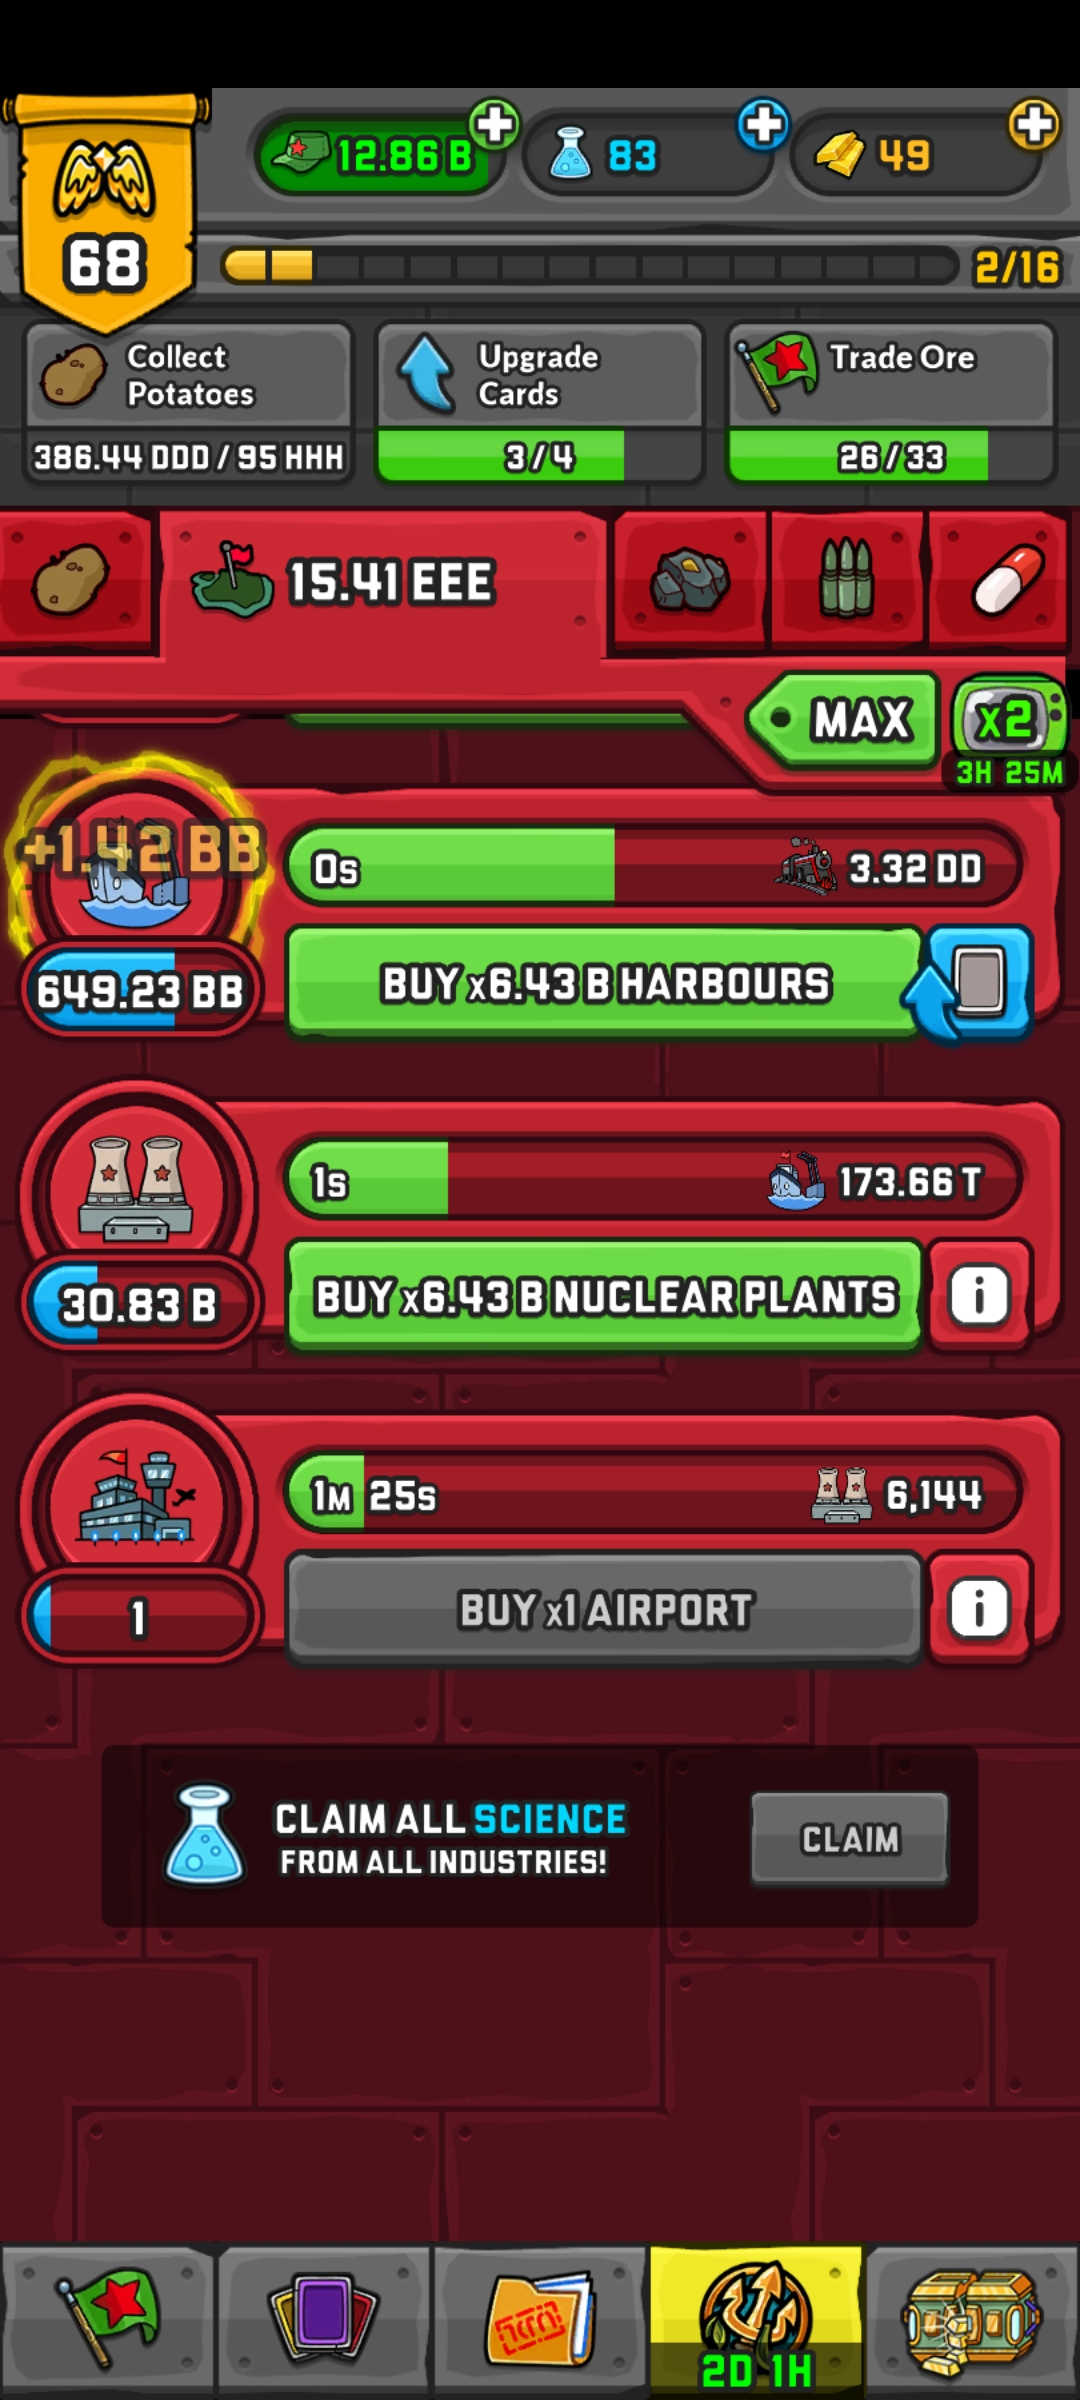 12.86 B
83
49
68
2/16
Collect
Potatoes
386.44 DDD / 95 HHH
Upgrade
Cards
3/4
Trade Ore
26/33
15.41 EEE
MAX
x2
3H 25M
+1.42 BB
0s
3.32 DD
649.23 BB
BUY x6.43 B HARBOURS
1s
173.66 T
30.83 B
BUY x6.43 B NUCLEAR PLANTS
i
1M 25s
6,144
1
BUY x1 AIRPORT
i
CLAIM ALL SCIENCE
FROM ALL INDUSTRIES!
CLAIM
2D 1H